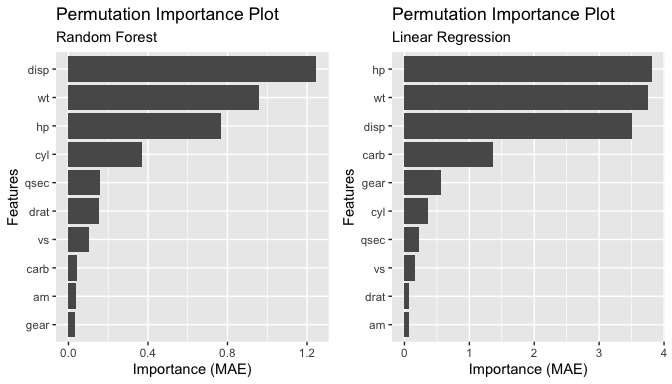 Permutation Importance Plot
Random Forest
Features
disp
wt
hp
cyl
qsec
drat
vs
carb
am
gear
0.0 0.4 0.8 1.2
Importance (MAE)
Permutation Importance Plot
Linear Regression
Features
hp
wt
disp
carb
gear
cyl
qsec
vs
drat
am
0 1 2 3 4
Importance (MAE)